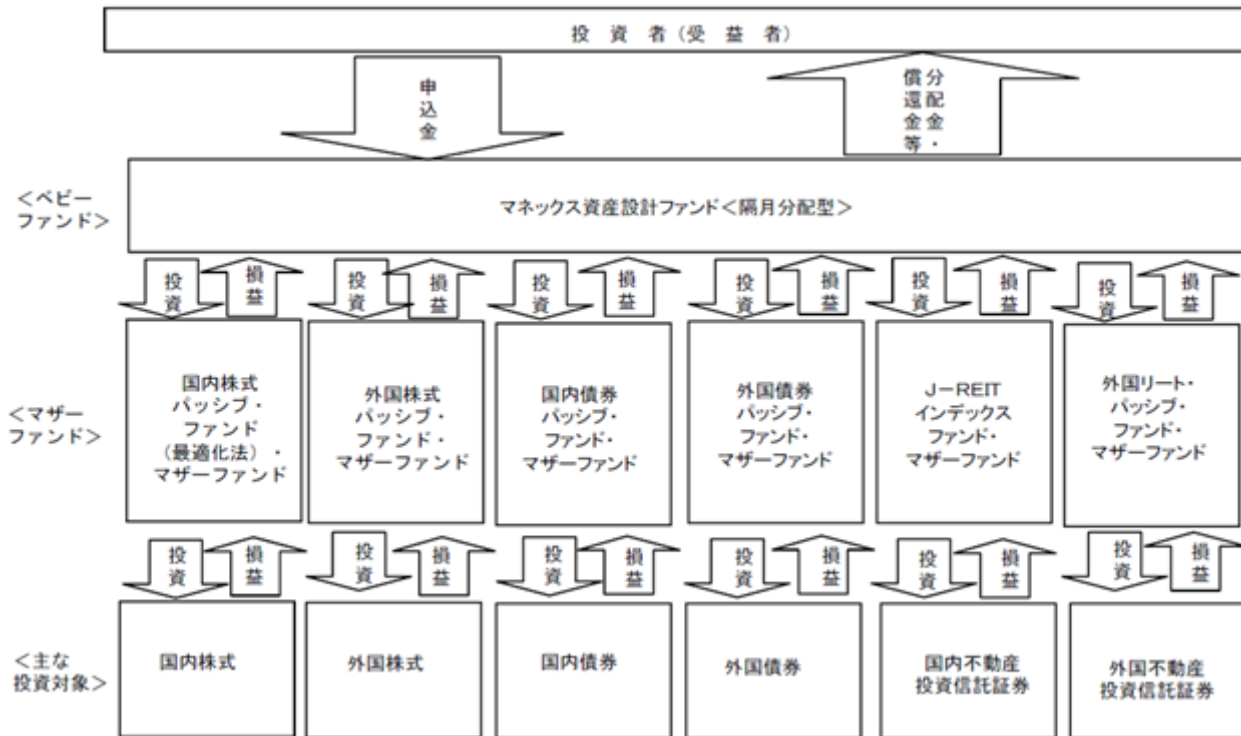 投 資 者（受 益 者）
申込金
分配金・
償還金等
＜ベビー
ファンド＞
マネックス資産設計ファンド＜隔月分配型＞
投資
損益
投資
損益
投資
損益
投資
損益
投資
損益
投資
損益
＜マザー
ファンド＞
国内株式
パッシブ・
ファンド
（最適化法）・
マザーファンド
外国株式
パッシブ・
ファンド・
マザーファンド
国内債券
パッシブ・
ファンド・
マザーファンド
外国債券
パッシブ・
ファンド・
マザーファンド
J－REIT
インデックス
ファンド・
マザーファンド
外国リート・
パッシブ・
ファンド・
マザーファンド
投資
損益
投資
損益
投資
損益
投資
損益
投資
損益
投資
損益
＜主な
投資対象＞
国内株式
外国株式
国内債券
外国債券
国内不動産
投資信託証券
外国不動産
投資信託証券